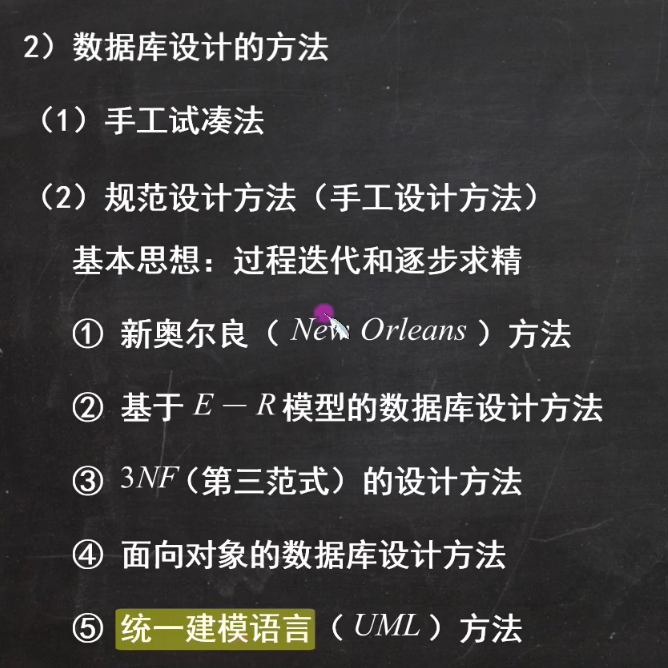 2）数据库设计的方法
（1）手工试凑法
（2）规范设计方法（手工设计方法）
基本思想：过程迭代和逐步求精
① 新奥尔良（ New Orleans ）方法
② 基于 E － R 模型的数据库设计方法
③ 3NF（第三范式）的设计方法
④ 面向对象的数据库设计方法
⑤ 统一建模语言（ UML ）方法